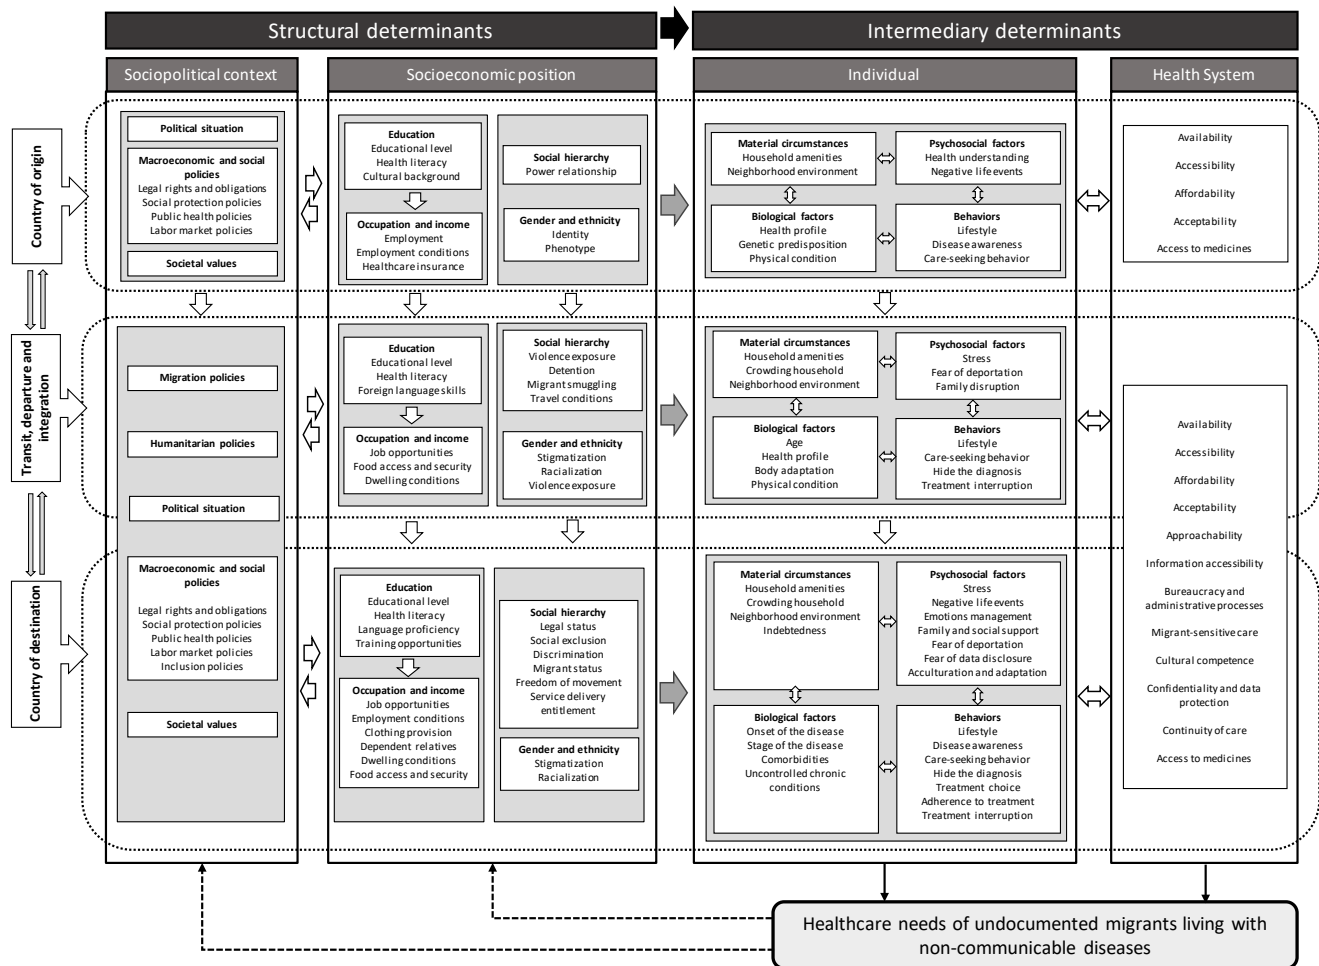 Structural determinants
Intermediary determinants
Sociopolitical context
Socioeconomic position
Individual
Health System
Country of origin
Political situation
Macroeconomic and social
policies
Legal rights and obligations
Social protection policies
Public health policies
Labor market policies
Societal values
Education
Educational level
Health literacy
Cultural background
Occupation and income
Employment
Employment conditions
Healthcare insurance
Social hierarchy
Power relationship
Gender and ethnicity
Identity
Phenotype
Material circumstances
Household amenities
Neighborhood environment
Psychosocial factors
Health understanding
Negative life events
Biological factors
Health profile
Genetic predisposition
Physical condition
Behaviors
Lifestyle
Disease awareness
Care-seeking behavior
Availability
Accessibility
Affordability
Acceptability
Access to medicines
Transit, departure and
integration
Migration policies
Humanitarian policies
Political situation
Macroeconomic and social
policies
Legal rights and obligations
Social protection policies
Public health policies
Labor market policies
Inclusion policies
Societal values
Education
Educational level
Health literacy
Foreign language skills
Occupation and income
Job opportunities
Food access and security
Dwelling conditions
Social hierarchy
Violence exposure
Detention
Migrant smuggling
Travel conditions
Gender and ethnicity
Stigmatization
Racialization
Violence exposure
Material circumstances
Household amenities
Crowding household
Neighborhood environment
Psychosocial factors
Stress
Fear of deportation
Family disruption
Biological factors
Age
Health profile
Body adaptation
Physical condition
Behaviors
Lifestyle
Care-seeking behavior
Hide the diagnosis
Treatment interruption
Availability
Accessibility
Affordability
Acceptability
Approachability
Information accessibility
Bureaucracy and
administrative processes
Migrant-sensitive care
Cultural competence
Confidentiality and data
protection
Continuity of care
Access to medicines
Country of destination
Education
Educational level
Health literacy
Language proficiency
Training opportunities
Occupation and income
Job opportunities
Employment conditions
Clothing provision
Dependent relatives
Dwelling conditions
Food access and security
Social hierarchy
Legal status
Social exclusion
Discrimination
Migrant status
Freedom of movement
Service delivery
entitlement
Gender and ethnicity
Stigmatization
Racialization
Material circumstances
Household amenities
Crowding household
Neighborhood environment
Indebtedness
Psychosocial factors
Stress
Negative life events
Emotions management
Family and social support
Fear of deportation
Fear of data disclosure
Acculturation and adaptation
Biological factors
Onset of the disease
Stage of the disease
Comorbidities
Uncontrolled chronic
conditions
Behaviors
Lifestyle
Disease awareness
Care-seeking behavior
Hide the diagnosis
Treatment choice
Adherence to treatment
Treatment interruption
Healthcare needs of undocumented migrants living with
non-communicable diseases